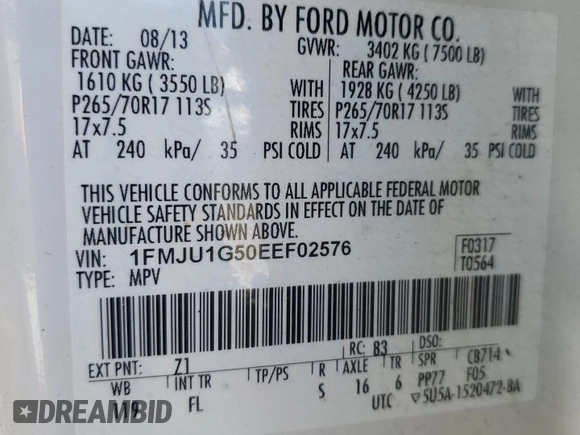 MFD. BY FORD MOTOR CO.
DATE: 08/13 GVWR: 3402 KG ( 7500 LB)
FRONT GAWR: REAR GAWR:
1610 KG ( 3550 LB) WITH 1928 KG ( 4250 LB) WITH
P265/70R17 113S TIRES P265/70R17 113S TIRES
17x7.5 RIMS 17x7.5 RIMS
AT 240 kPa/ 35 PSI COLD AT 240 kPa/ 35 PSI COLD
THIS VEHICLE CONFORMS TO ALL APPLICABLE FEDERAL MOTOR
VEHICLE SAFETY STANDARDS IN EFFECT ON THE DATE OF
MANUFACTURE SHOWN ABOVE.
VIN: 1FMJU1G50EEF02576 F0317
TYPE: MPV T0564
EXT PNT: Z1 RC: 83 DSO:
WB INT TR TP/PS R AXLE TR SPR CB714
119 FL S 16 6 PP77 F05
UTC ▽5U5A-1520472-BA
DREAMBID